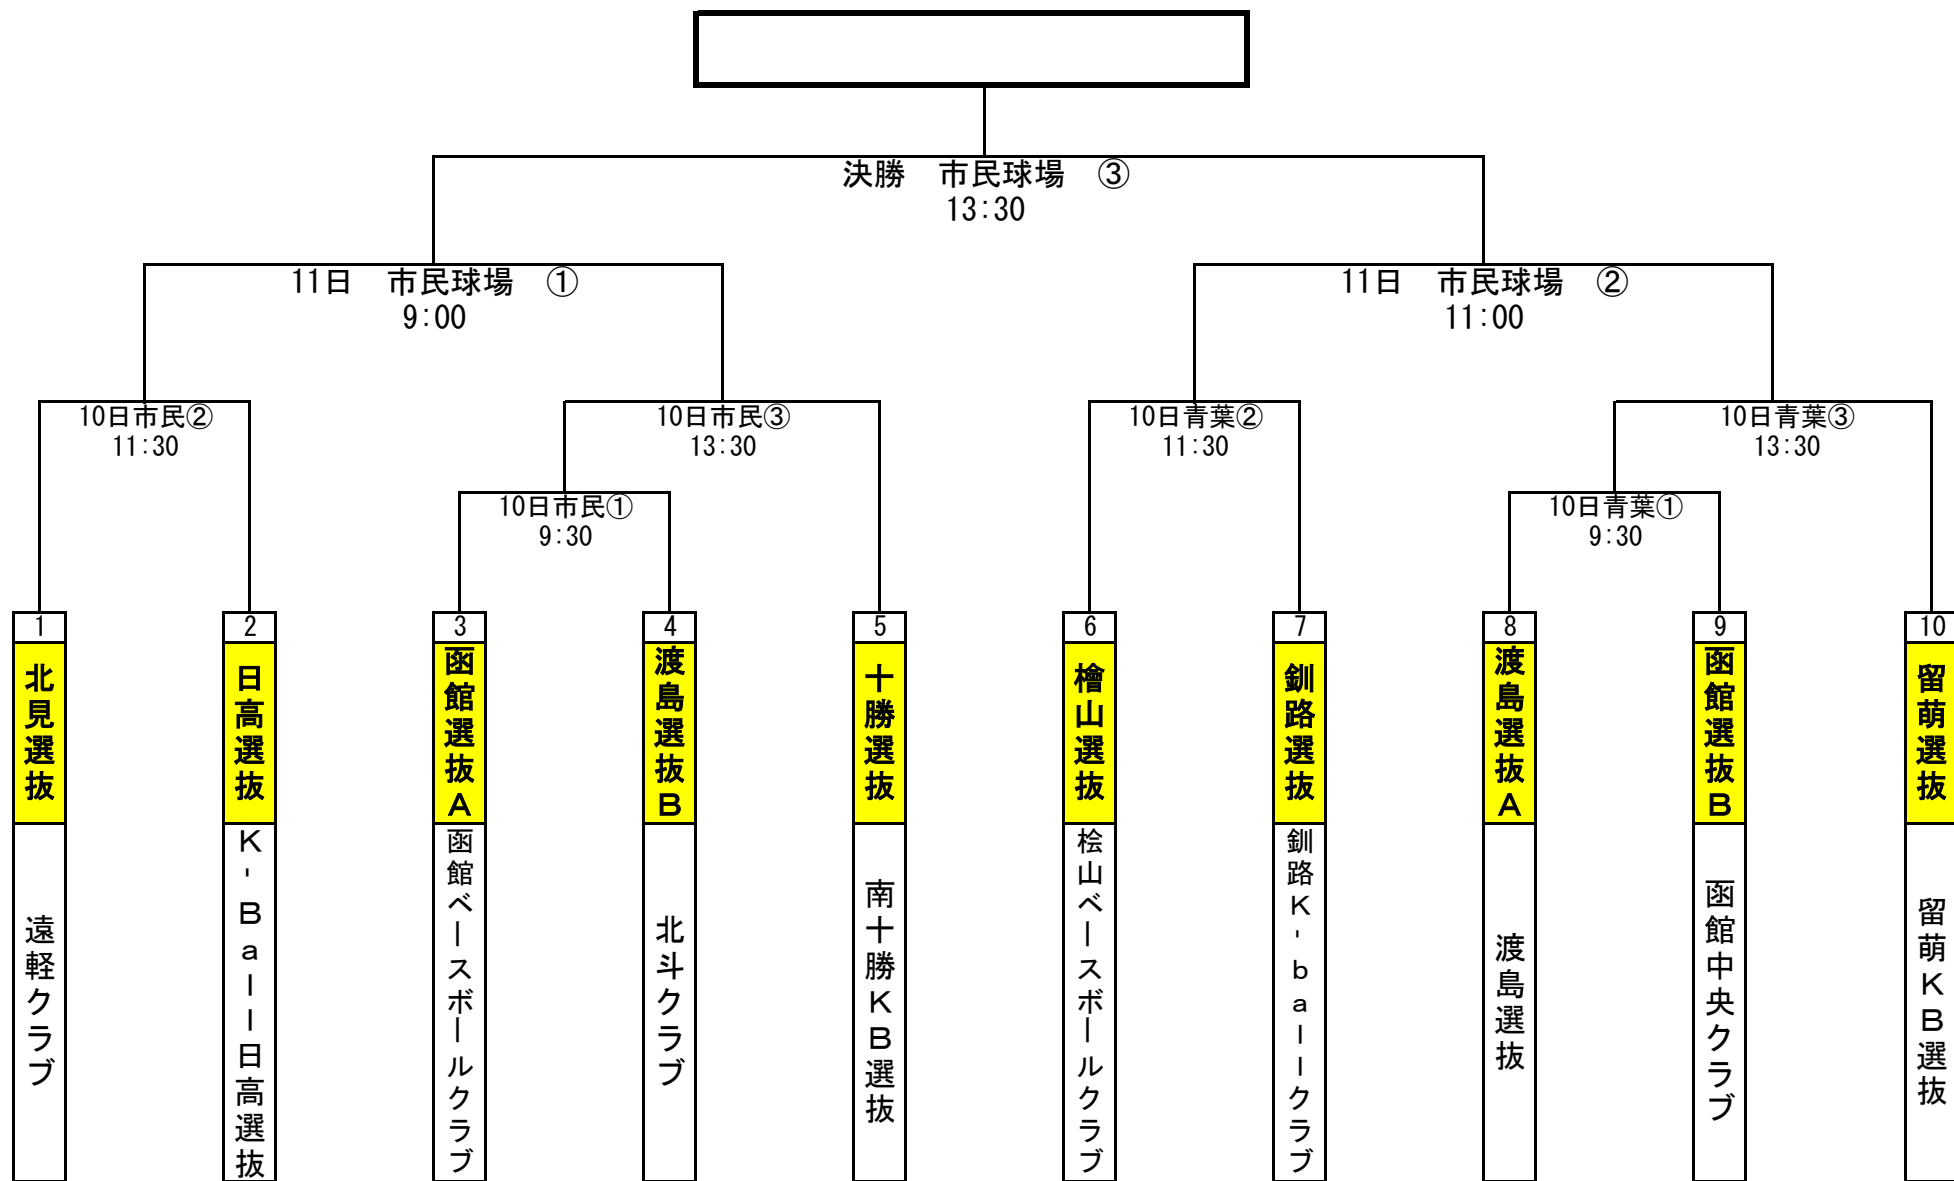 決勝　市民球場　③
13:30
11日　市民球場　①
9:00
11日　市民球場　②
11:00
10日市民②
11:30
10日市民③
13:30
10日青葉②
11:30
10日青葉③
13:30
10日市民①
9:30
10日青葉①
9:30
1
2
3
4
5
6
7
8
9
10
北見選抜
日高選抜
函館選抜A
渡島選抜B
十勝選抜
檜山選抜
釧路選抜
渡島選抜A
函館選抜B
留萌選抜
遠軽クラブ
K-Ball日高選抜
函館ベースボールクラブ
北斗クラブ
南十勝KB選抜
桧山ベースボールクラブ
釧路K-ballクラブ
渡島選抜
函館中央クラブ
留萌KB選抜